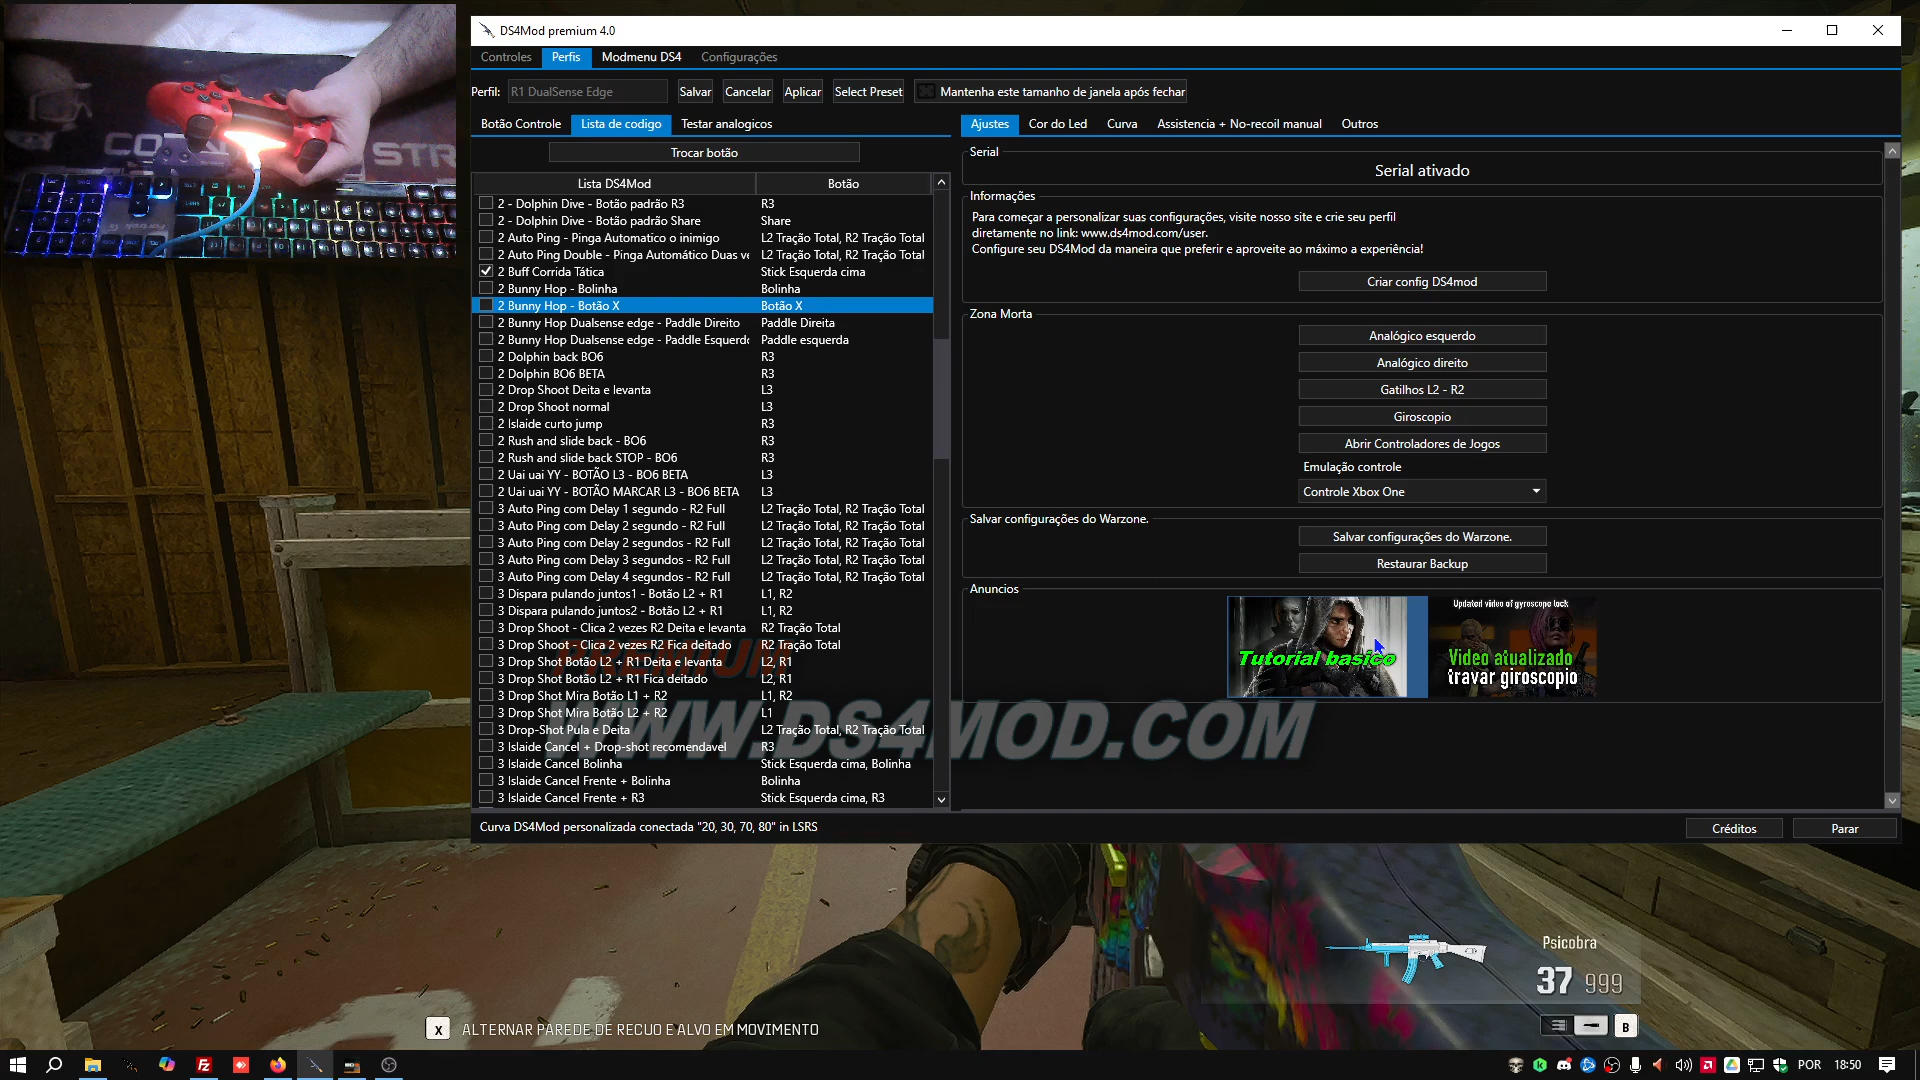 DS4Mod premium 4.0
Controles Perfis Modmenu DS4 Configurações
Perfil: R1 DualSense Edge Salvar Cancelar Aplicar Select Preset Mantenha este tamanho de janela após fechar
Botão Controle Lista de codigo Testar analogicos
Trocar botão
Lista DS4Mod Botão
2 - Dolphin Dive - Botão padrão R3 R3
2 - Dolphin Dive - Botão padrão Share Share
2 Auto Ping - Pinga Automatico o inimigo L2 Tração Total, R2 Tração Total
2 Auto Ping Double - Pinga Automático Duas ve L2 Tração Total, R2 Tração Total
2 Buff Corrida Tática Stick Esquerda cima
2 Bunny Hop - Bolinha Bolinha
2 Bunny Hop - Botão X Botão X
2 Bunny Hop Dualsense edge - Paddle Direito Paddle Direita
2 Bunny Hop Dualsense edge - Paddle Esquerdo Paddle esquerda
2 Dolphin back BO6 R3
2 Dolphin BO6 BETA R3
2 Drop Shoot Deita e levanta L3
2 Drop Shoot normal L3
2 Islaide curto jump R3
2 Rush and slide back - BO6 R3
2 Rush and slide back STOP - BO6 R3
2 Uai uai YY - BOTÃO L3 - BO6 BETA L3
2 Uai uai YY - BOTÃO MARCAR L3 - BO6 BETA L3
3 Auto Ping com Delay 1 segundo - R2 Full L2 Tração Total, R2 Tração Total
3 Auto Ping com Delay 2 segundo - R2 Full L2 Tração Total, R2 Tração Total
3 Auto Ping com Delay 2 segundos - R2 Full L2 Tração Total, R2 Tração Total
3 Auto Ping com Delay 3 segundos - R2 Full L2 Tração Total, R2 Tração Total
3 Auto Ping com Delay 4 segundos - R2 Full L2 Tração Total, R2 Tração Total
3 Dispara pulando juntos1 - Botão L2 + R1 L1, R2
3 Dispara pulando juntos2 - Botão L2 + R1 L1, R2
3 Drop Shoot - Clica 2 vezes R2 Deita e levanta R2 Tração Total
3 Drop Shoot - Clica 2 vezes R2 Fica deitado R2 Tração Total
3 Drop Shot Botão L2 + R1 Deita e levanta L2, R1
3 Drop Shot Botão L2 + R1 Fica deitado L2, R1
3 Drop Shot Mira Botão L1 + R2 L1, R2
3 Drop Shot Mira Botão L2 + R2 L1
3 Drop-Shot Pula e Deita L2 Tração Total, R2 Tração Total
3 Islaide Cancel + Drop-shot recomendavel R3
3 Islaide Cancel Bolinha Stick Esquerda cima, Bolinha
3 Islaide Cancel Frente + Bolinha Bolinha
3 Islaide Cancel Frente + R3 Stick Esquerda cima, R3
Curva DS4Mod personalizada conectada "20, 30, 70, 80" in LSRS
Ajustes Cor do Led Curva Assistencia + No-recoil manual Outros
Serial
Serial ativado
Informações
Para começar a personalizar suas configurações, visite nosso site e crie seu perfil
diretamente no link: www.ds4mod.com/user.
Configure seu DS4Mod da maneira que preferir e aproveite ao máximo a experiência!
Criar config DS4mod
Zona Morta
Analógico esquerdo
Analógico direito
Gatilhos L2 - R2
Giroscopio
Abrir Controladores de Jogos
Emulação controle
Controle Xbox One
Salvar configurações do Warzone.
Salvar configurações do Warzone.
Restaurar Backup
Anuncios
Tutorial basico
Updated video of gyroscope lock
Video atualizado
travar giroscopio
PREMIUM
WWW.DS4MOD.COM
Créditos Parar
Psicobra
37 999
B
X ALTERNAR PAREDE DE RECUO E ALVO EM MOVIMENTO
POR 18:50